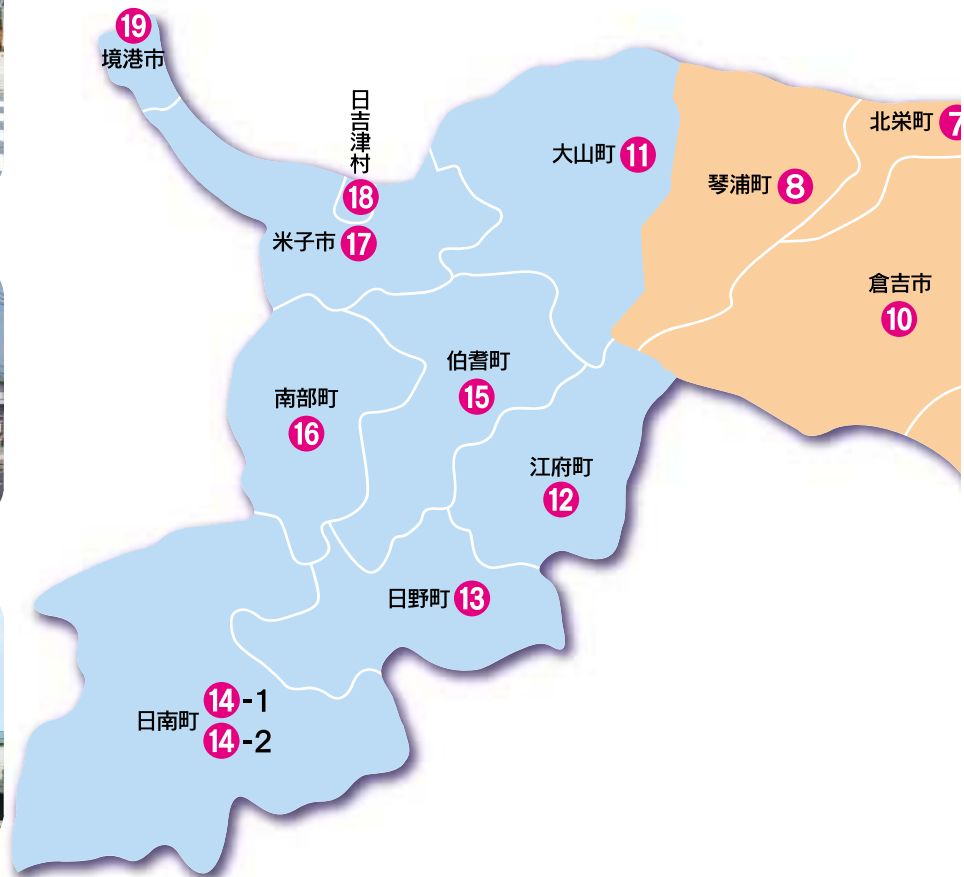 19
境港市
日吉津村
18
米子市 17
大山町 11
北栄町 7
琴浦町 8
倉吉市
10
伯耆町
15
南部町
16
江府町
12
日野町 13
日南町
14-1
14-2